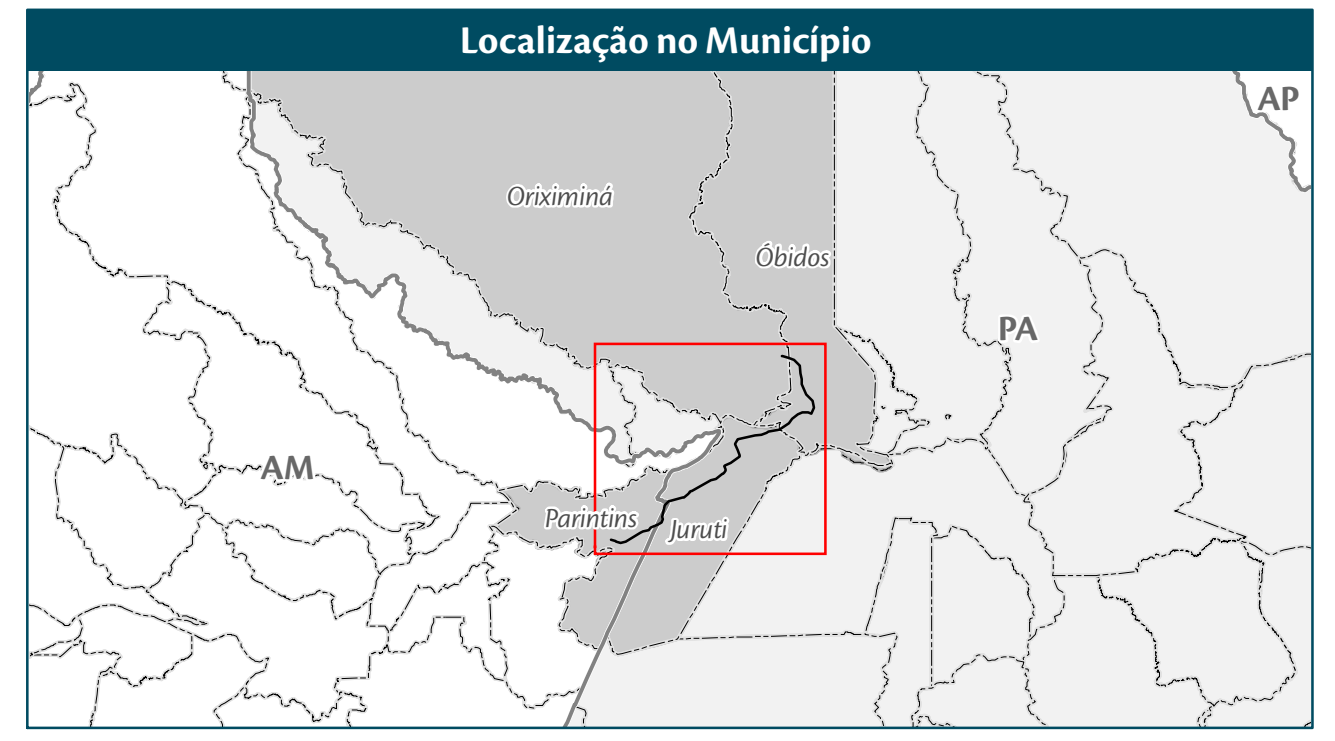 Localização no Município
AP
Oriximiná
Óbidos
PA
AM
Parintins
Juruti